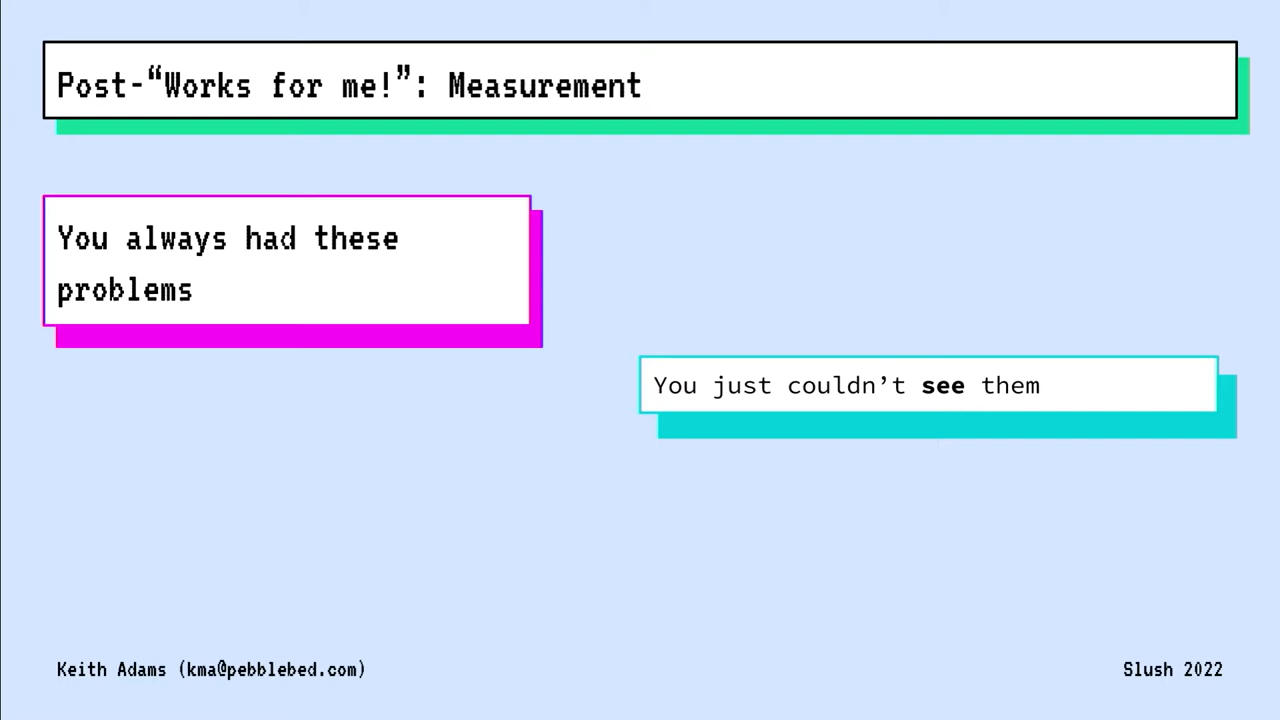 Post-“Works for me!”: Measurement
You always had these
problems
You just couldn’t see them
Keith Adams (kma@pebblebed.com)
Slush 2022